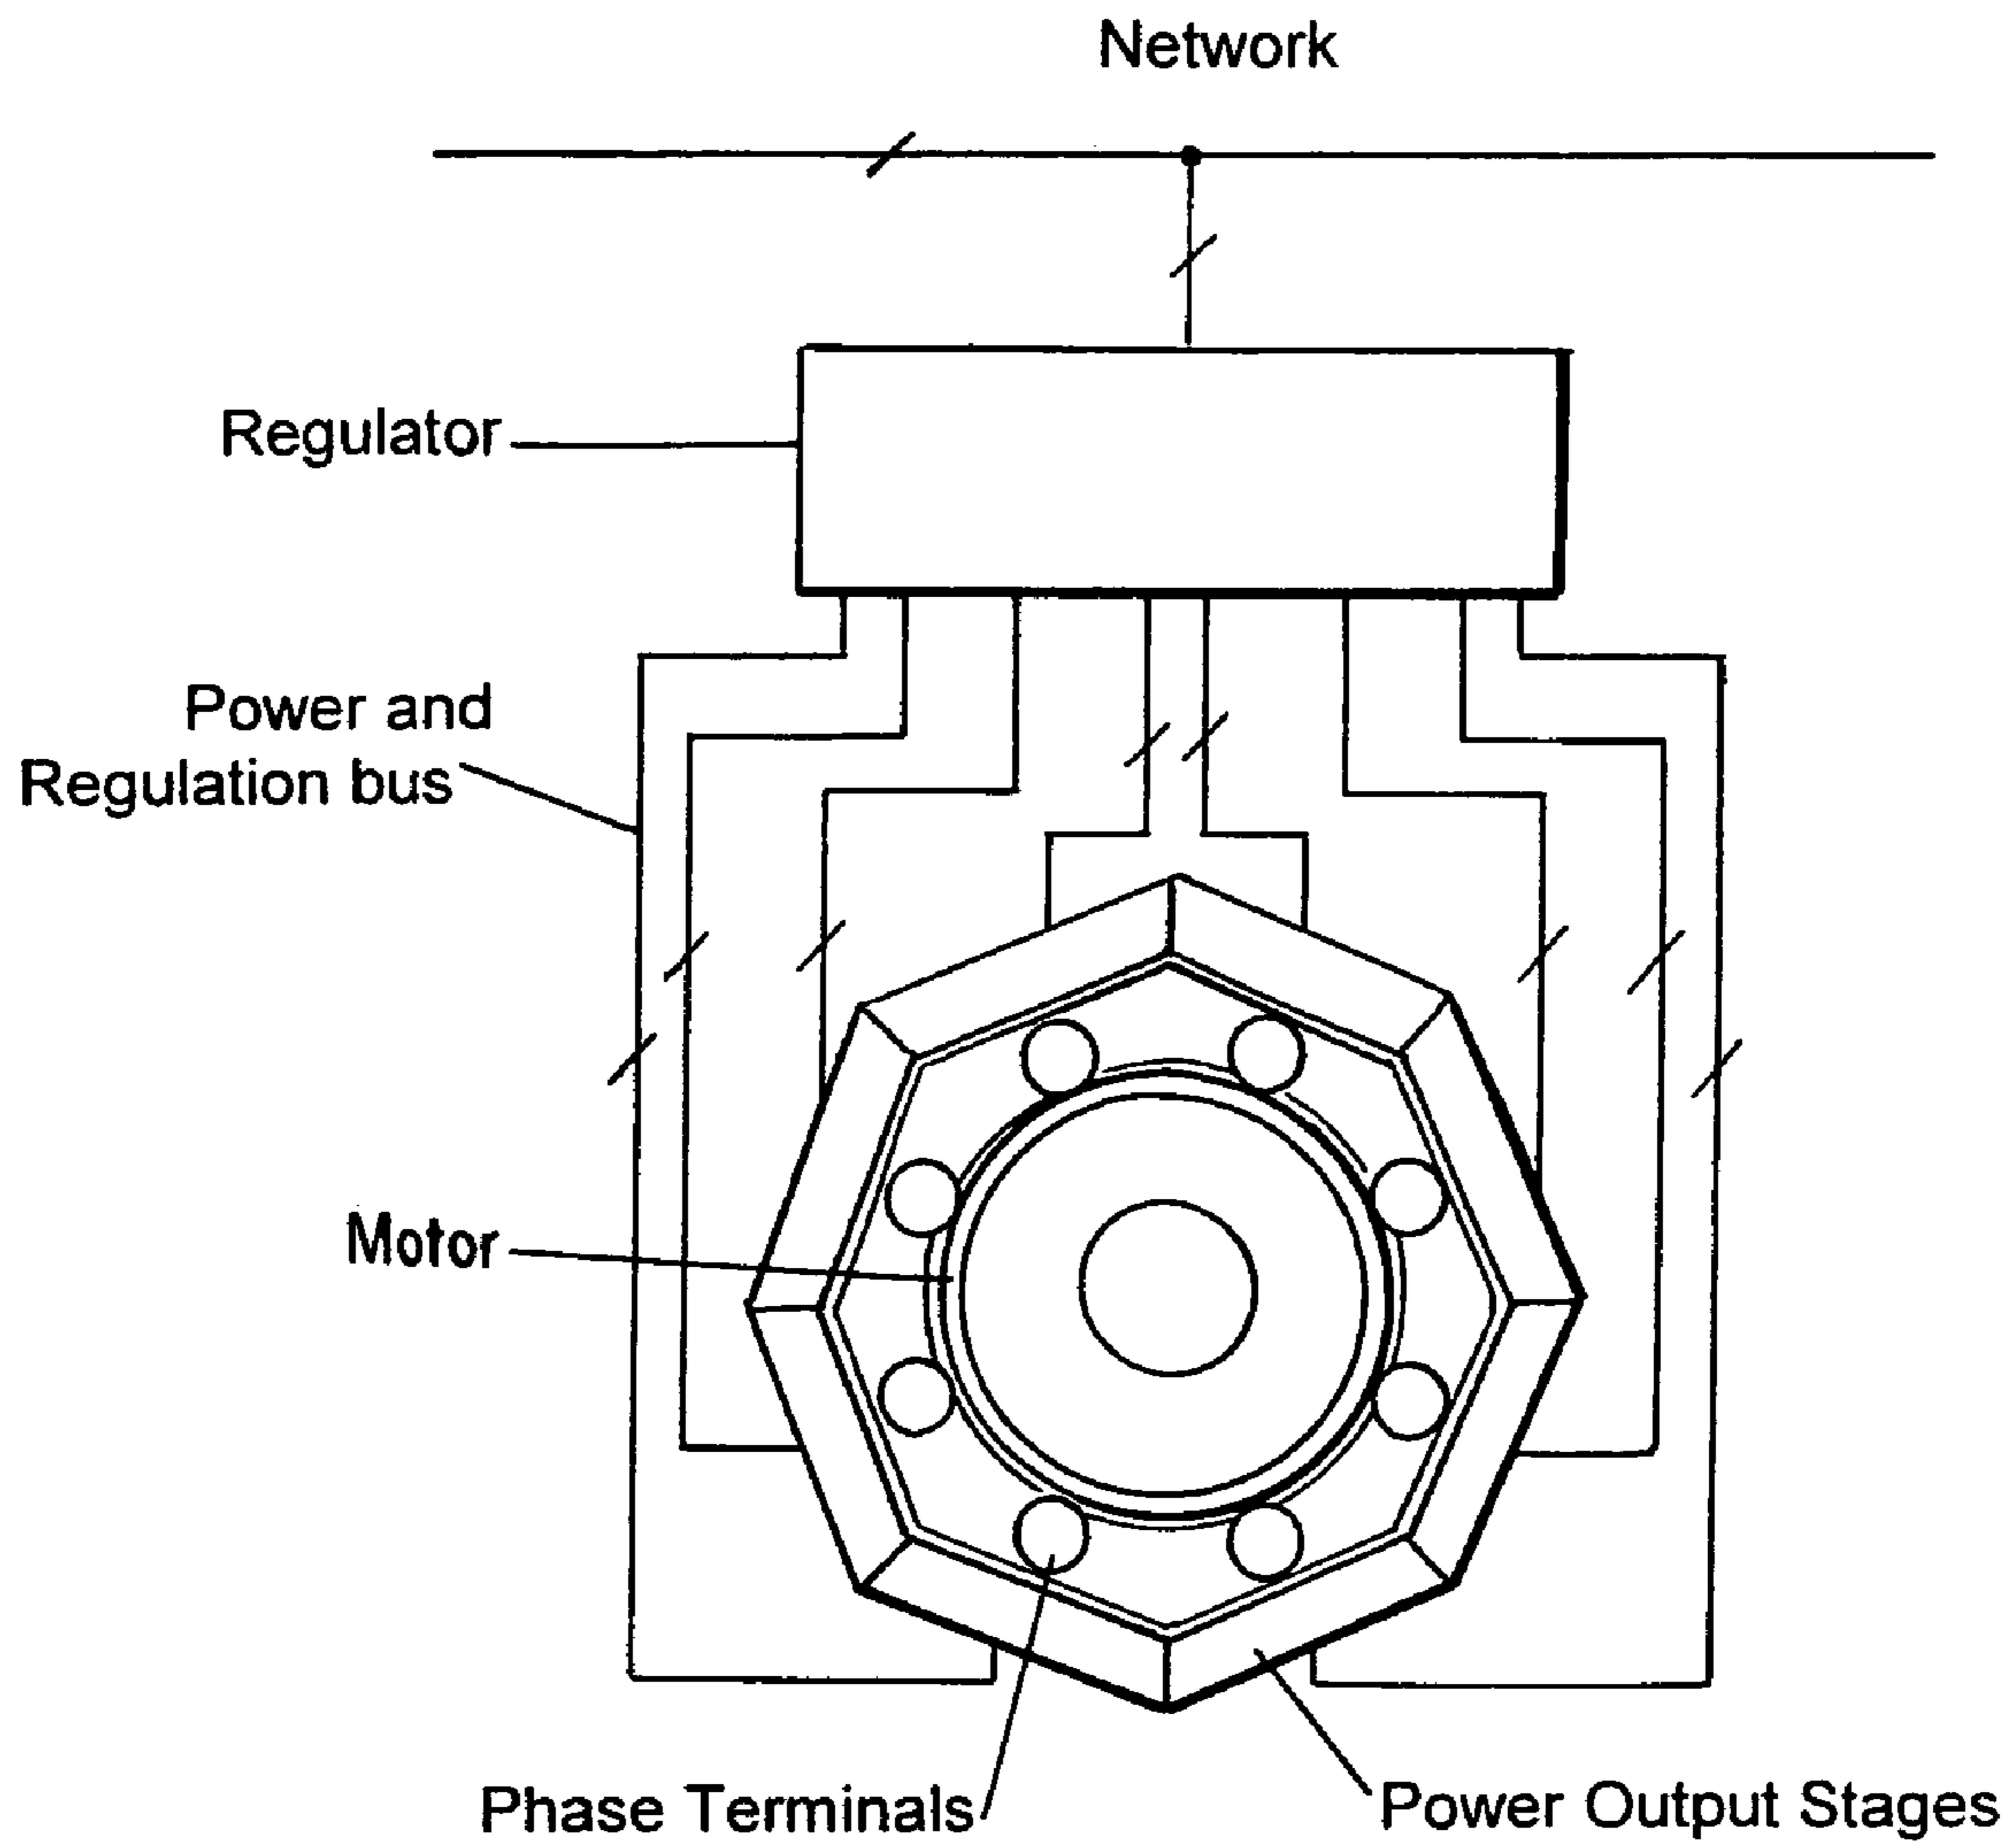 Network
Regulator
Power and
Regulation bus
Motor
Phase Terminals
Power Output Stages